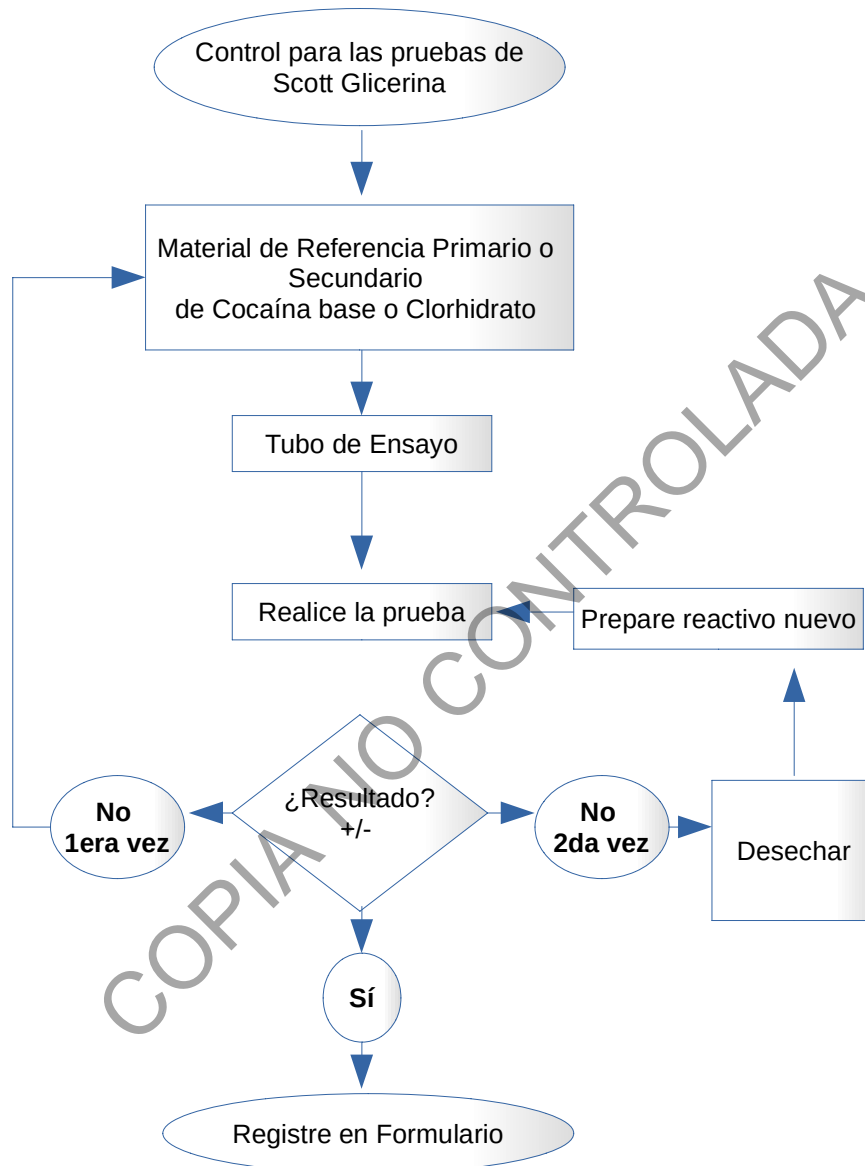 Control para las pruebas de
Scott Glicerina
Material de Referencia Primario o
Secundario
de Cocaína base o Clorhidrato
Tubo de Ensayo
Realice la prueba
Prepare reactivo nuevo
¿Resultado?
+/-
No
1era vez
No
2da vez
Desechar
Sí
Registre en Formulario
COPIA NO CONTROLADA